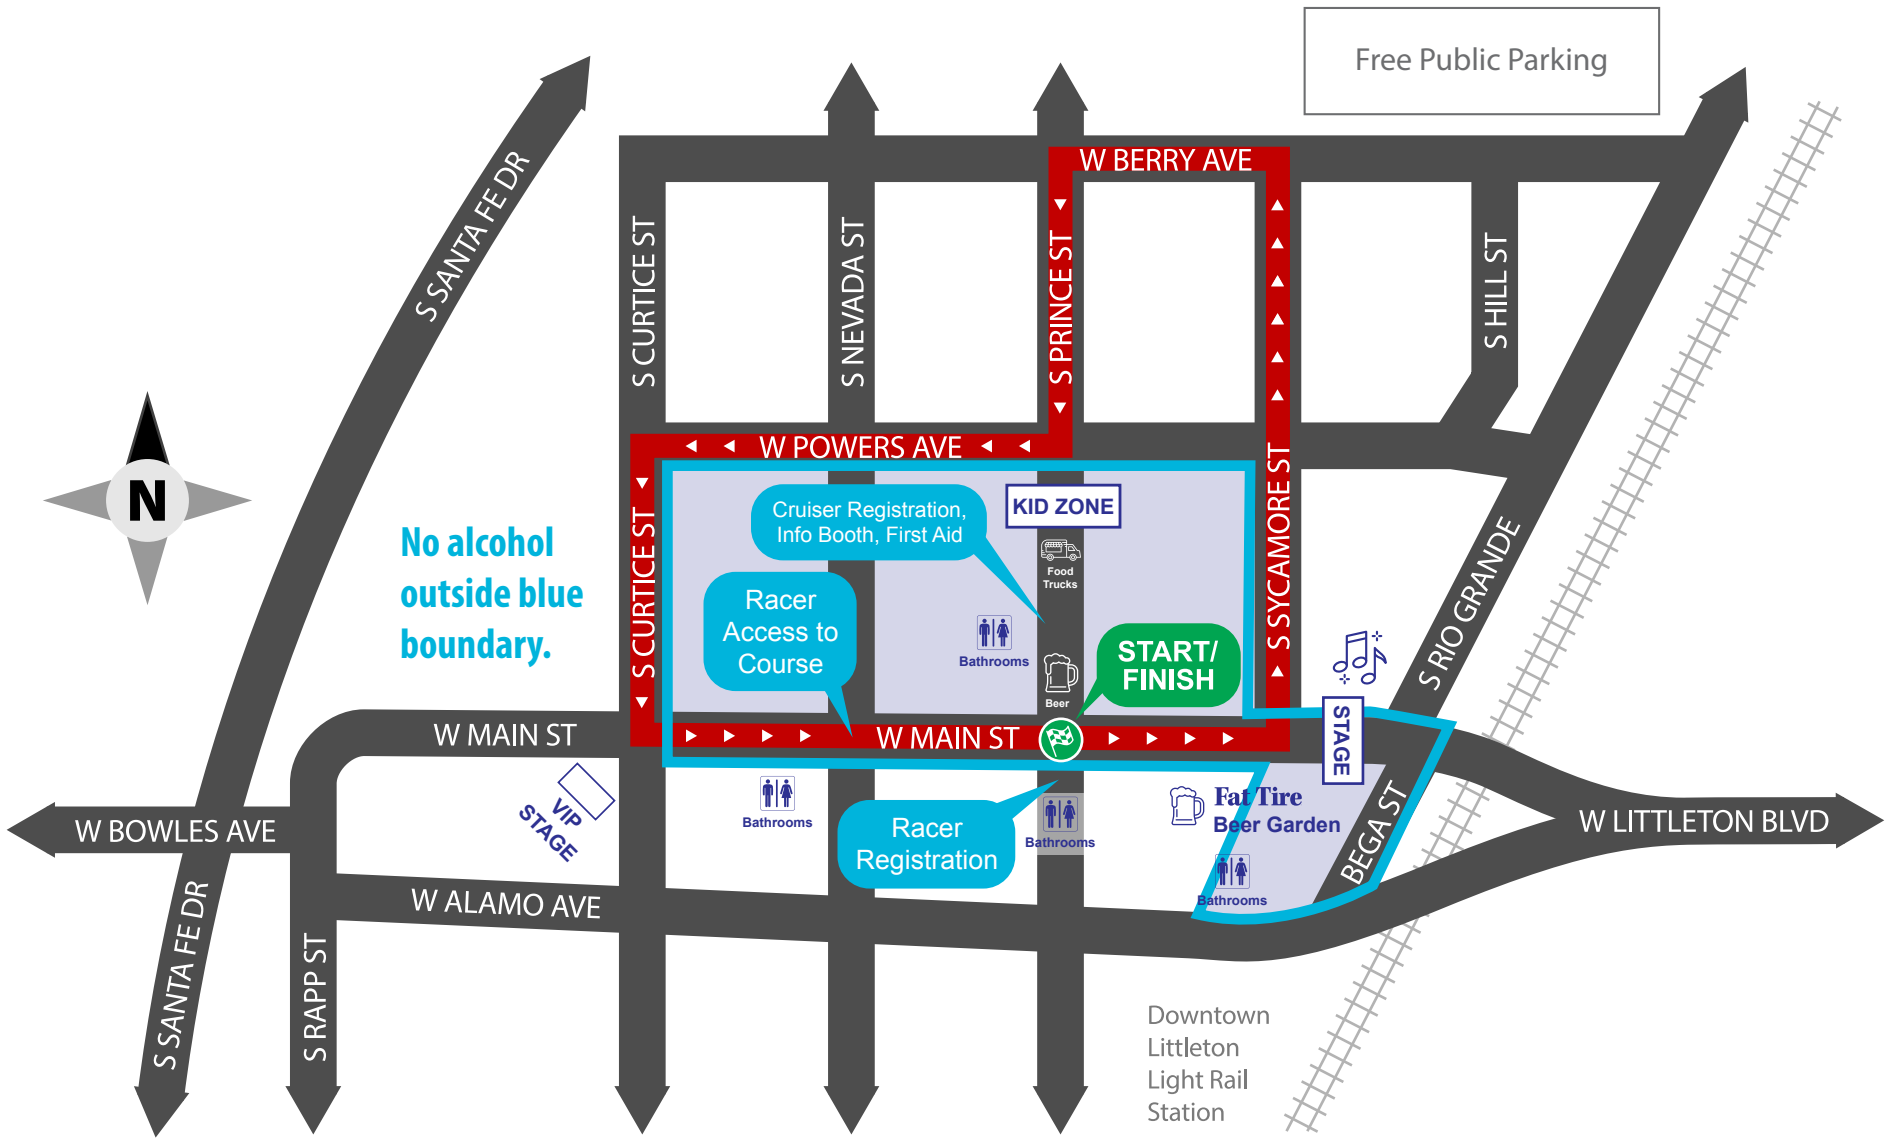 Free Public Parking
W BERRY AVE
S SANTA FE DR
S CURTICE ST
S NEVADA ST
S PRINCE ST
S HILL ST
W POWERS AVE
S SYCAMORE ST
N
No alcohol
outside blue
boundary.
S CURTICE ST
Cruiser Registration,
Info Booth, First Aid
KID ZONE
Food
Trucks
Racer
Access to
Course
Bathrooms
Beer
START/
FINISH
S RIO GRANDE
STAGE
W MAIN ST
W MAIN ST
VIP
STAGE
Bathrooms
Racer
Registration
Bathrooms
Fat Tire
Beer Garden
Bathrooms
BEGA ST
W LITTLETON BLVD
W BOWLES AVE
W ALAMO AVE
S SANTA FE DR
S RAPP ST
Downtown
Littleton
Light Rail
Station